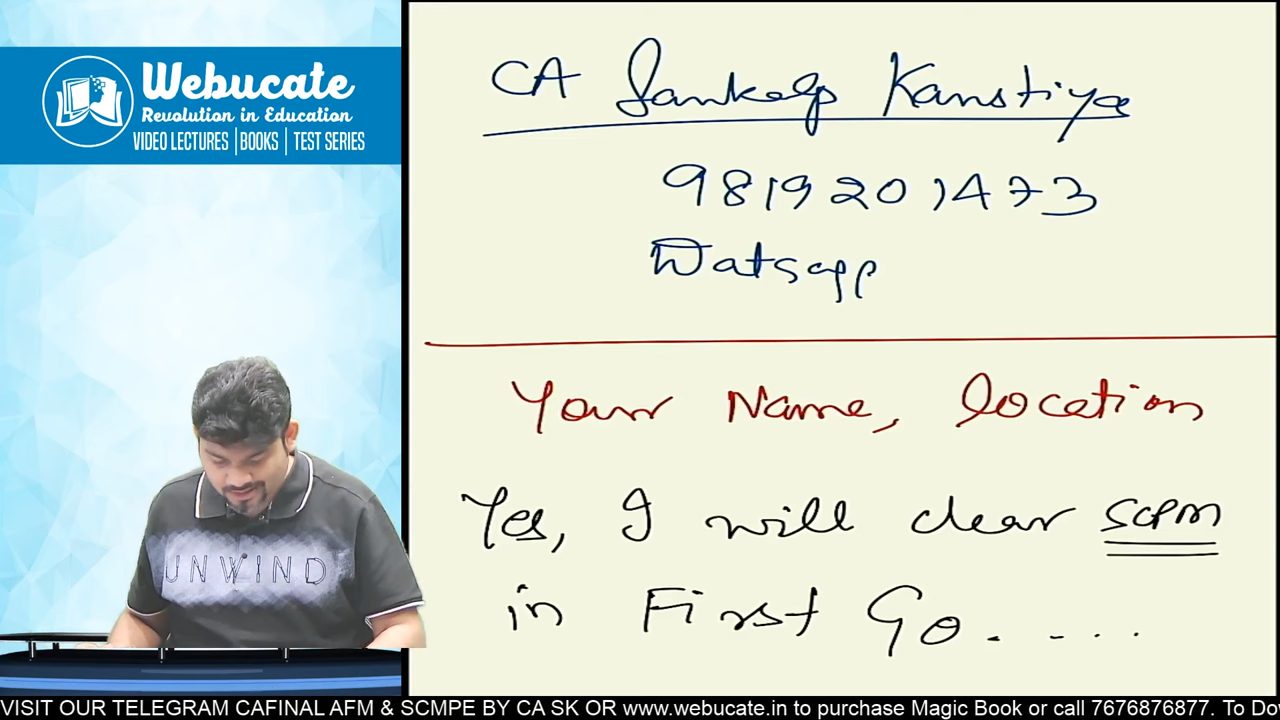 Webucate
Revolution in Education
VIDEO LECTURES | BOOKS | TEST SERIES
CA Sankalp Kanstiya
9819201473
Watsapp
Your Name, location
Yes, I will clear SCPM
in First Go.....
UNWIND
VISIT OUR TELEGRAM CAFINAL AFM & SCMPE BY CA SK OR www.webucate.in to purchase Magic Book or call 7676876877. To Do